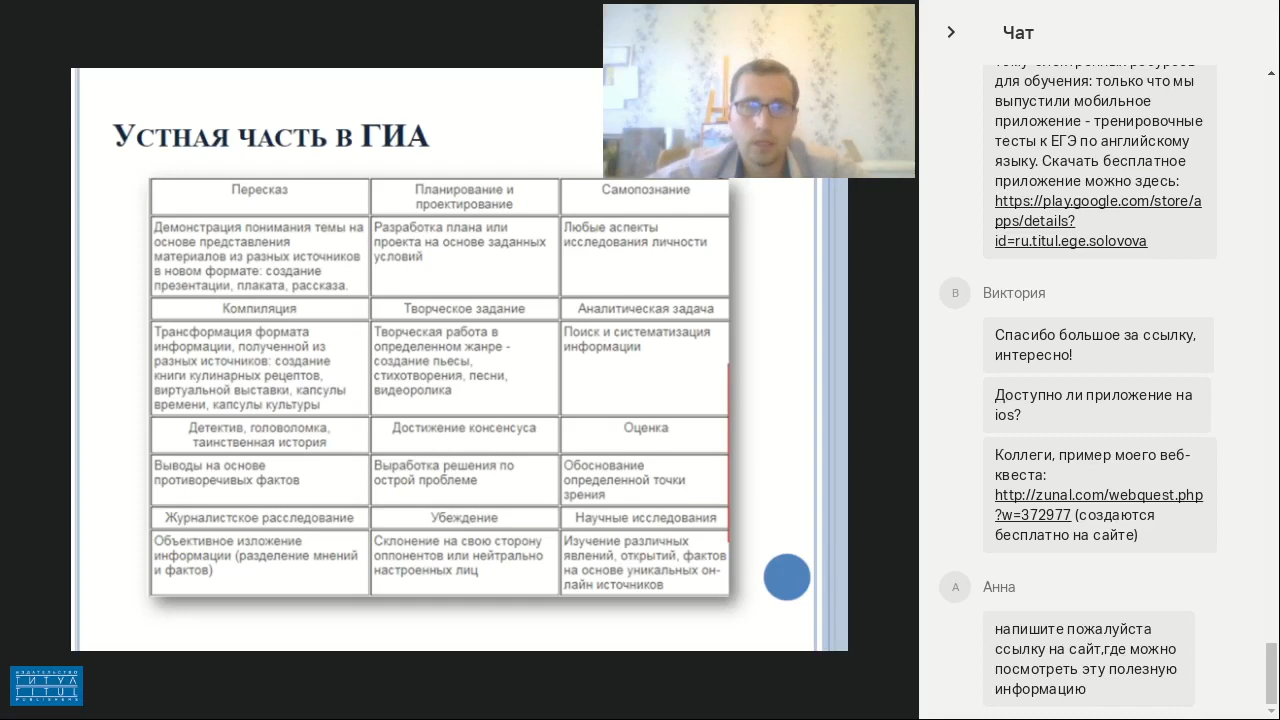 Устная часть в ГИА
Пересказ
Планирование и
проектирование
Самопознание
Демонстрация понимания темы на
основе представления
материалов из разных источников
в новом формате: создание
презентации, плаката, рассказа.
Разработка плана или
проекта на основе заданных
условий
Любые аспекты
исследования личности
Компиляция
Творческое задание
Аналитическая задача
Трансформация формата
информации, полученной из
разных источников: создание
книги кулинарных рецептов,
виртуальной выставки, капсулы
времени, капсулы культуры
Творческая работа в
определенном жанре -
создание пьесы,
стихотворения, песни,
видеоролика
Поиск и систематизация
информации
Детектив, головоломка,
таинственная история
Достижение консенсуса
Оценка
Выводы на основе
противоречивых фактов
Выработка решения по
острой проблеме
Обоснование
определенной точки
зрения
Журналистское расследование
Убеждение
Научные исследования
Объективное изложение
информации (разделение мнений
и фактов)
Склонение на свою сторону
оппонентов или нейтрально
настроенных лиц
Изучение различных
явлений, открытий, фактов
на основе уникальных он-
лайн источников
ИЗДАТЕЛЬСТВО
ТИТУЛ
TITUL
PUBLISHERS
Чат
тему электронных ресурсов
для обучения: только что мы
выпустили мобильное
приложение - тренировочные
тесты к ЕГЭ по английскому
языку. Скачать бесплатное
приложение можно здесь:
https://play.google.com/store/a
pps/details?
id=ru.titul.ege.solovova
В
Виктория
Спасибо большое за ссылку,
интересно!
Доступно ли приложение на
ios?
Коллеги, пример моего веб-
квеста:
http://zunal.com/webquest.php
?w=372977 (создаются
бесплатно на сайте)
А
Анна
напишите пожалуйста
ссылку на сайт,где можно
посмотреть эту полезную
информацию